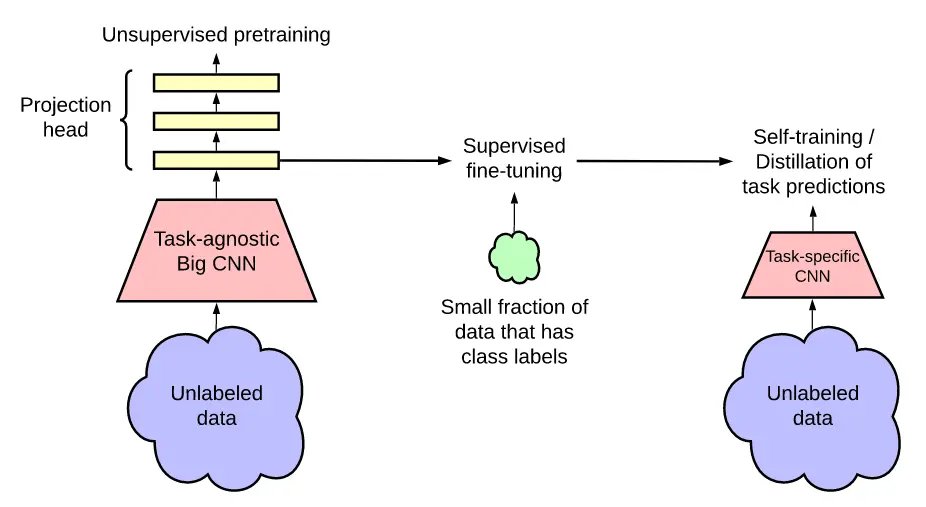 Unsupervised pretraining
Projection
head
Task-agnostic
Big CNN
Unlabeled
data
Supervised
fine-tuning
Small fraction of
data that has
class labels
Self-training /
Distillation of
task predictions
Task-specific
CNN
Unlabeled
data